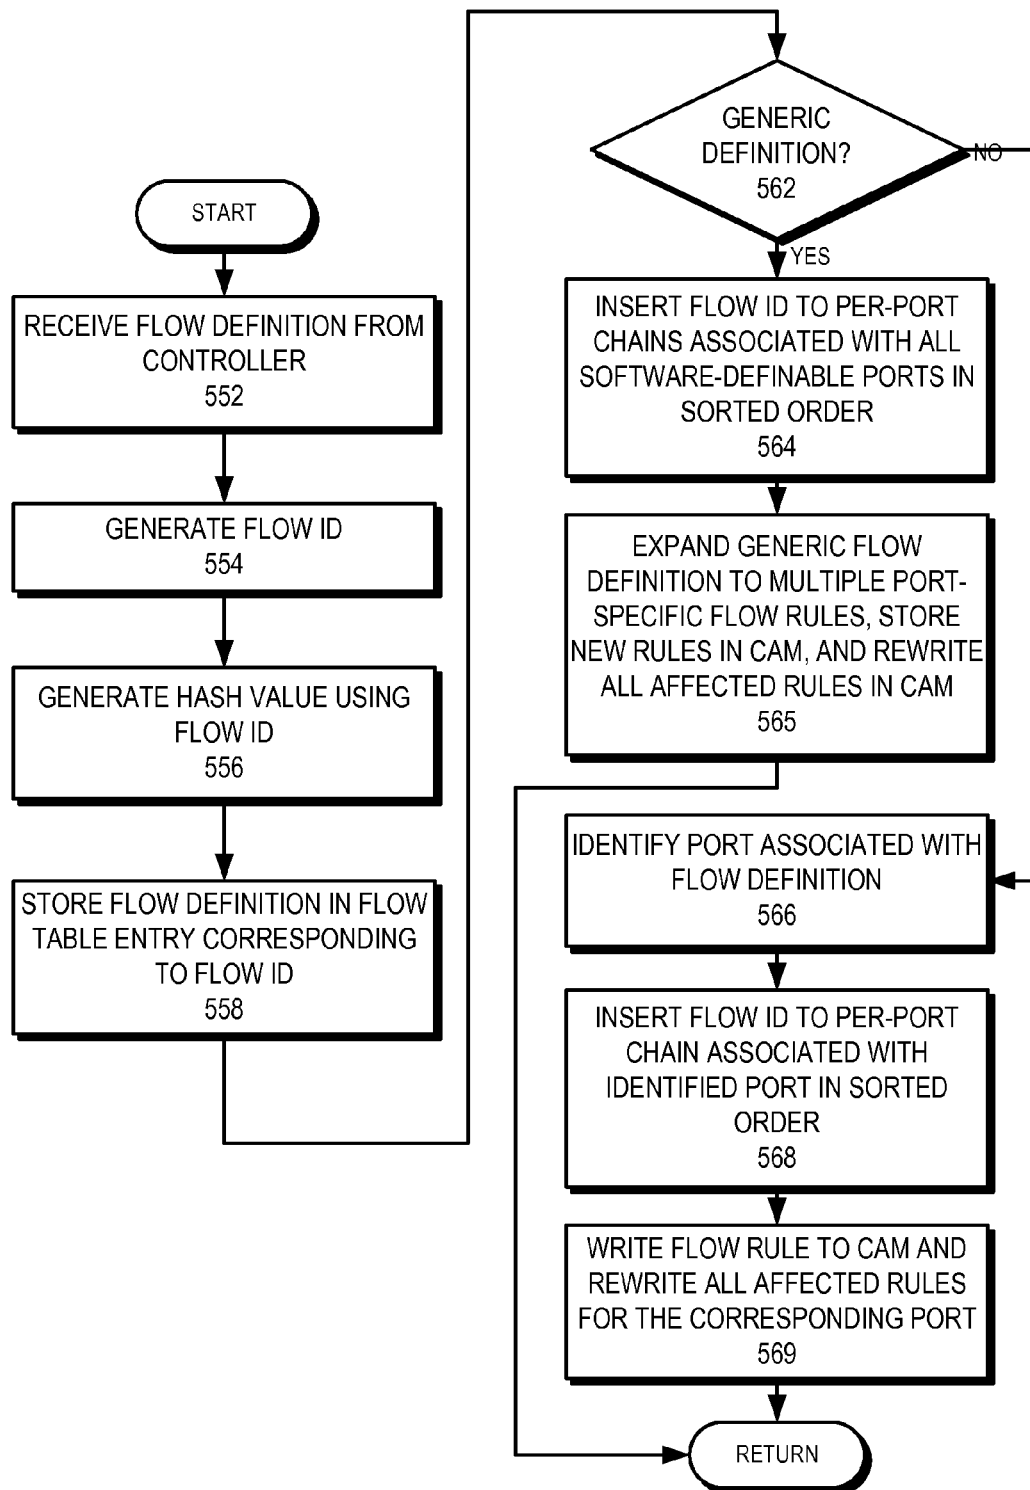 START
RECEIVE FLOW DEFINITION FROM
CONTROLLER
552
GENERATE FLOW ID
554
GENERATE HASH VALUE USING
FLOW ID
556
STORE FLOW DEFINITION IN FLOW
TABLE ENTRY CORRESPONDING
TO FLOW ID
558
GENERIC
DEFINITION?
562
NO
YES
INSERT FLOW ID TO PER-PORT
CHAINS ASSOCIATED WITH ALL
SOFTWARE-DEFINABLE PORTS IN
SORTED ORDER
564
EXPAND GENERIC FLOW
DEFINITION TO MULTIPLE PORT-
SPECIFIC FLOW RULES, STORE
NEW RULES IN CAM, AND REWRITE
ALL AFFECTED RULES IN CAM
565
IDENTIFY PORT ASSOCIATED WITH
FLOW DEFINITION
566
INSERT FLOW ID TO PER-PORT
CHAIN ASSOCIATED WITH
IDENTIFIED PORT IN SORTED
ORDER
568
WRITE FLOW RULE TO CAM AND
REWRITE ALL AFFECTED RULES
FOR THE CORRESPONDING PORT
569
RETURN